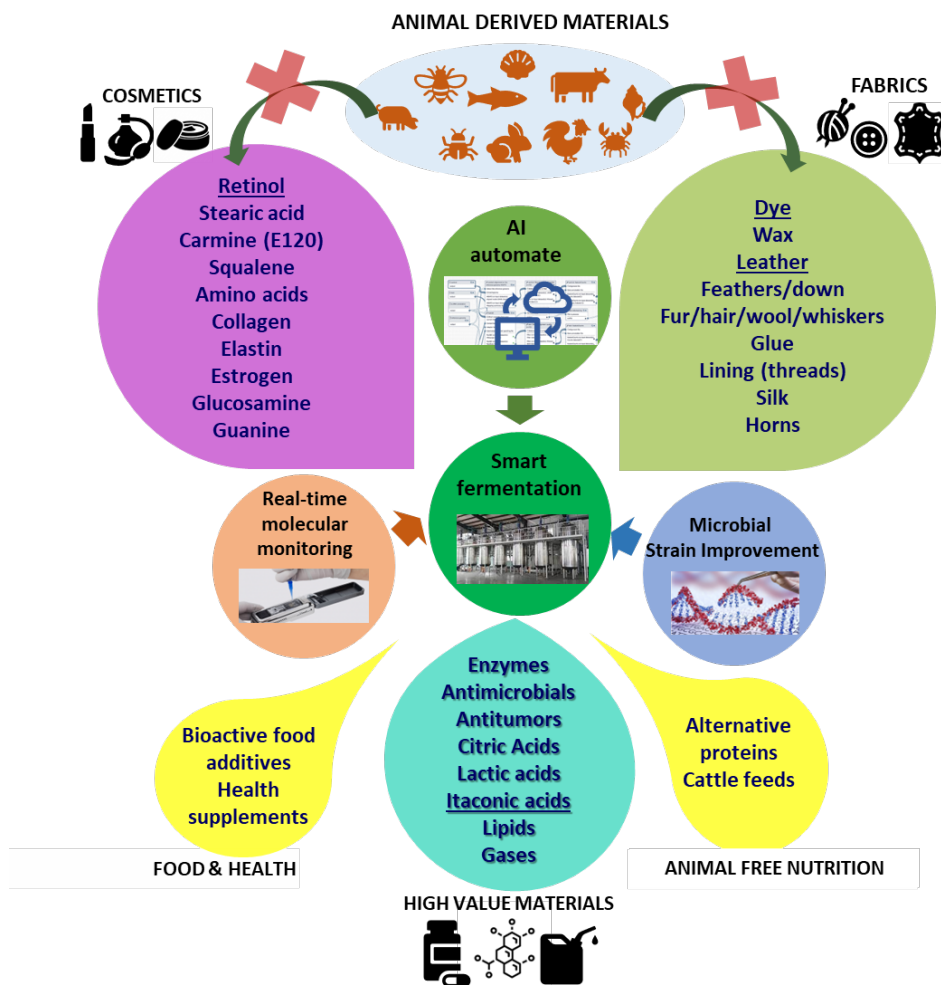 ANIMAL DERIVED MATERIALS
COSMETICS
FABRICS
Retinol
Stearic acid
Carmine (E120)
Squalene
Amino acids
Collagen
Elastin
Estrogen
Glucosamine
Guanine
AI
automate
Dye
Wax
Leather
Feathers/down
Fur/hair/wool/whiskers
Glue
Lining (threads)
Silk
Horns
Smart
fermentation
Real-time
molecular
monitoring
Microbial
Strain Improvement
Bioactive food
additives
Health
supplements
Enzymes
Antimicrobials
Antitumors
Citric Acids
Lactic acids
Itaconic acids
Lipids
Gases
Alternative
proteins
Cattle feeds
FOOD & HEALTH
ANIMAL FREE NUTRITION
HIGH VALUE MATERIALS